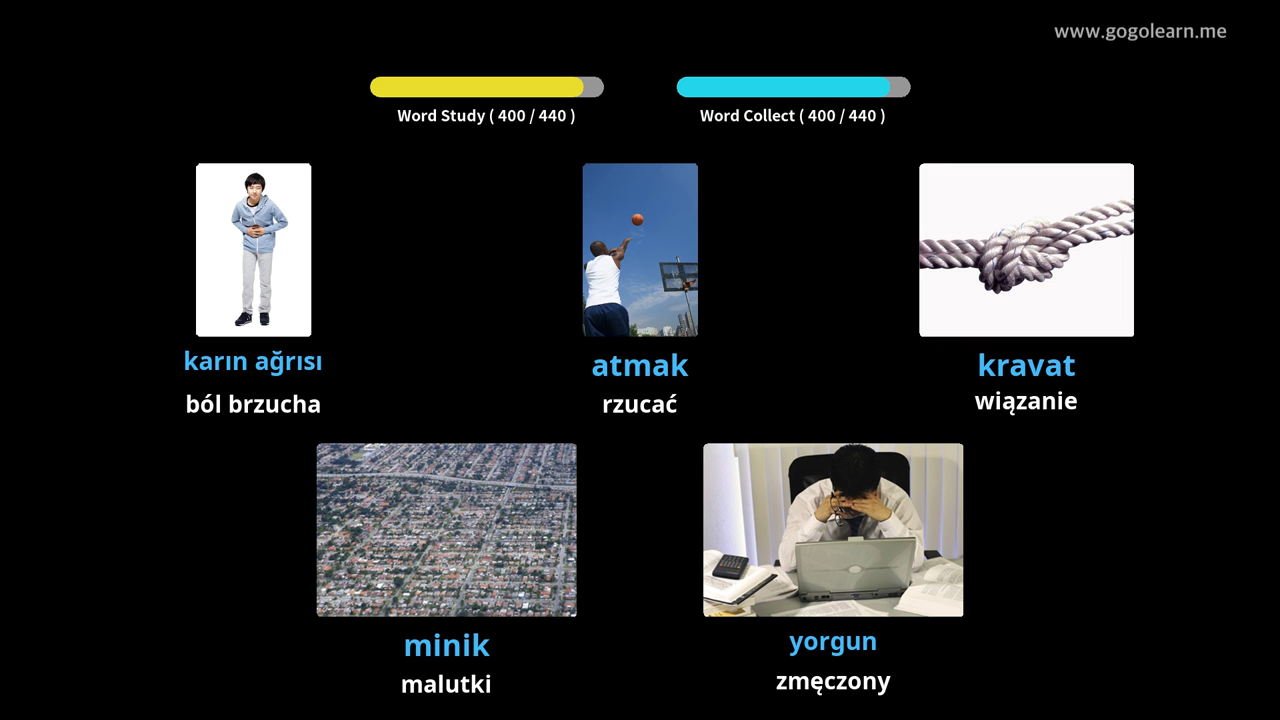 www.gogolearn.me
Word Study ( 400 / 440 )
Word Collect ( 400 / 440 )
karın ağrısı
ból brzucha
atmak
rzucać
kravat
wiązanie
minik
malutki
yorgun
zmęczony